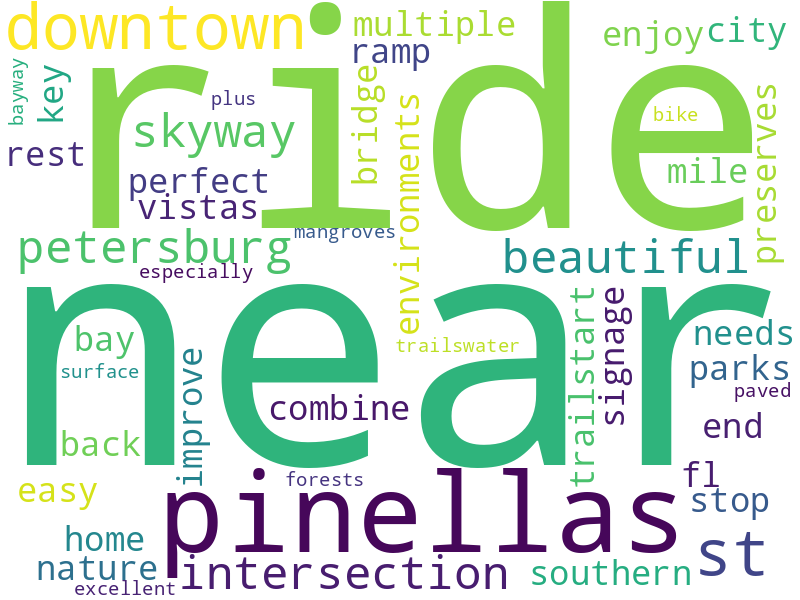 downtown
multiple
enjoy
city
ramp
bayway
key
ride
plus
bike
skyway
bridge
environments
preserves
rest
mile
perfect
vistas
petersburg
mangroves
beautiful
especially
near
bay
trailswater
trailstart
signage
needs
surface
improve
parks
paved
combine
back
end
easy
forests
pinellas
fl
stop
home
st
nature
intersection
southern
excellent